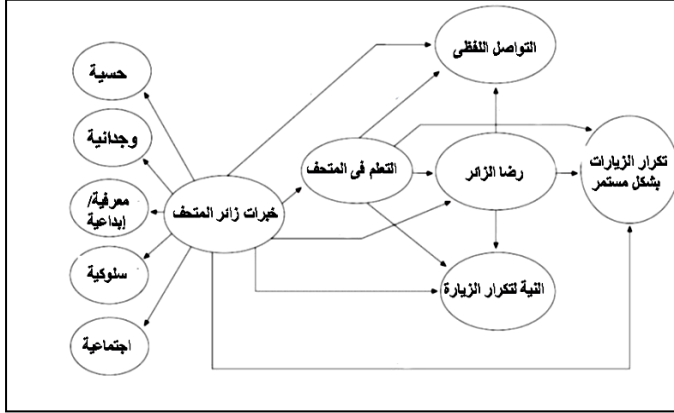 التواصل اللفظى
حسية
وجدانية
تكرار الزيارات
بشكل مستمر
رضا الزائر
التعلم فى المتحف
خبرات زائر المتحف
معرفية/
إبداعية
سلوكية
النية لتكرار الزيارة
اجتماعية